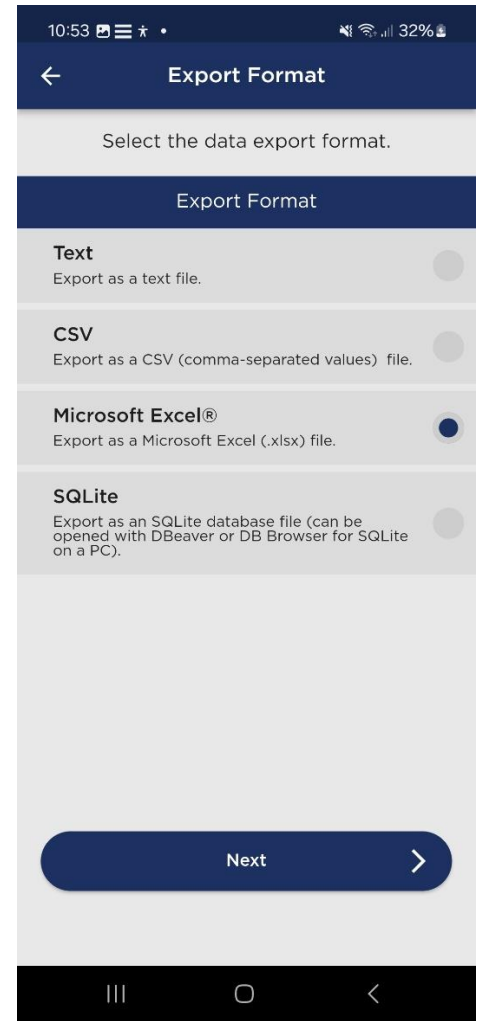 10:53
32%
Export Format
Select the data export format.
Export Format
Text
Export as a text file.
CSV
Export as a CSV (comma-separated values) file.
Microsoft Excel®
Export as a Microsoft Excel (.xlsx) file.
SQLite
Export as an SQLite database file (can be
opened with DBeaver or DB Browser for SQLite
on a PC).
Next